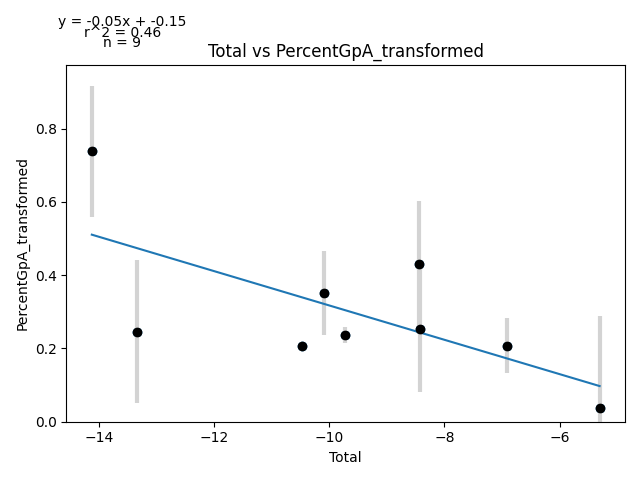 y = -0.05x + -0.15
r^2 = 0.46
n = 9
Total vs PercentGpA_transformed
PercentGpA_transformed
0.8
0.6
0.4
0.2
0.0
−14
−12
−10
−8
−6
Total